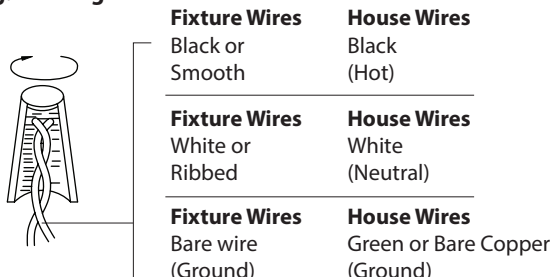 Fixture Wires House Wires
Black or Black
Smooth (Hot)
Fixture Wires House Wires
White or White
Ribbed (Neutral)
Fixture Wires House Wires
Bare wire Green or Bare Copper
(Ground) (Ground)